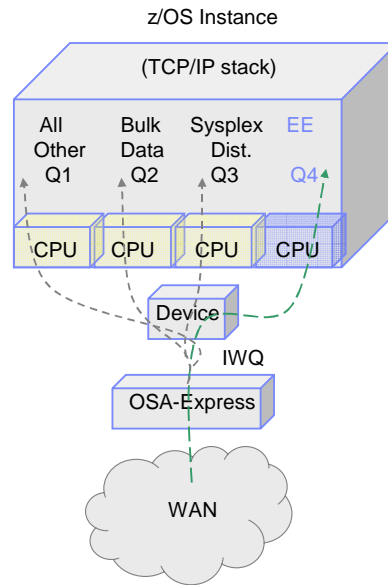 z/OS Instance
(TCP/IP stack)
All Bulk Sysplex EE
Other Data Dist.
Q1 Q2 Q3 Q4
CPU CPU CPU CPU
Device
IWQ
OSA-Express
WAN